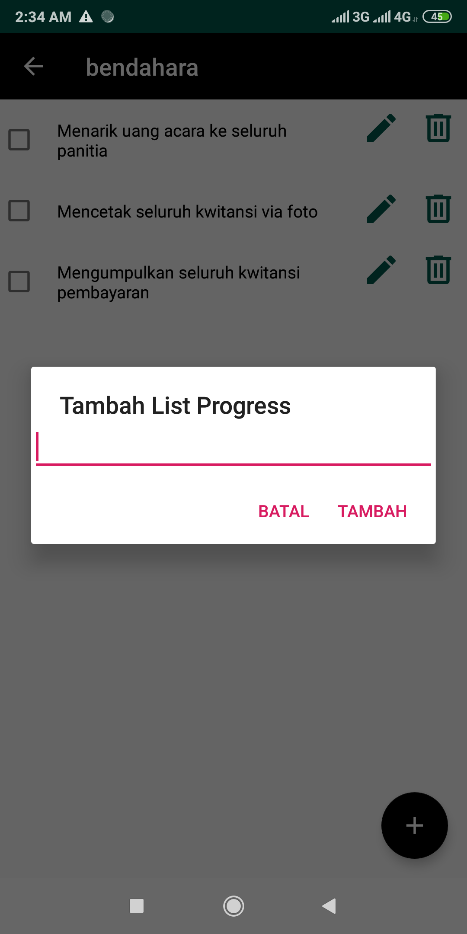 2:34 AM 3G 4G 45
bendahara
Menarik uang acara ke seluruh
panitia
Mencetak seluruh kwitansi via foto
Mengumpulkan seluruh kwitansi
pembayaran
Tambah List Progress
BATAL TAMBAH